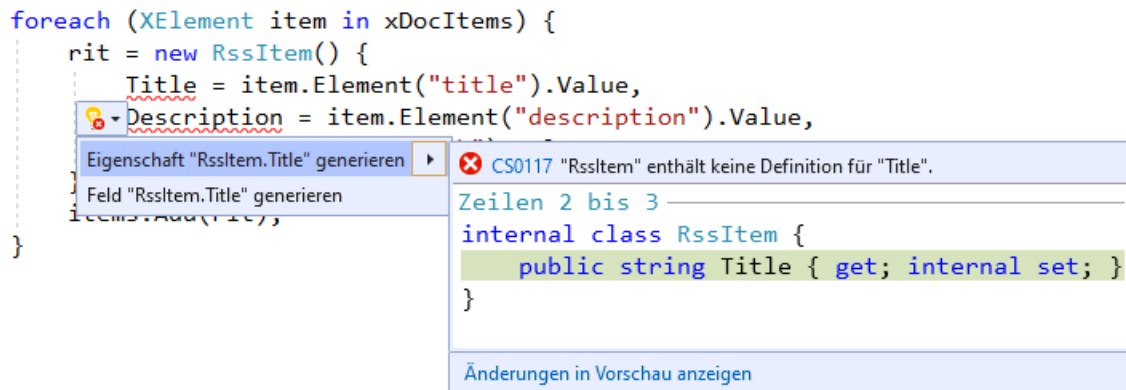 foreach (XElement item in xDocItems) {
rit = new RssItem() {
Title = item.Element("title").Value,
Description = item.Element("description").Value,
Eigenschaft "RssItem.Title" generieren
Feld "RssItem.Title" generieren
}
CS0117 "RssItem" enthält keine Definition für "Title".
Zeilen 2 bis 3
internal class RssItem {
public string Title { get; internal set; }
}
Änderungen in Vorschau anzeigen